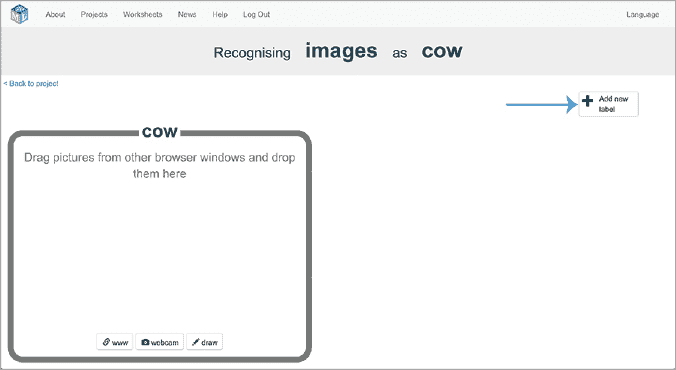 About Projects Worksheets News Help Log Out Language
Recognising images as cow
< Back to project
Add new
label
cow
Drag pictures from other browser windows and drop
them here
www webcam draw